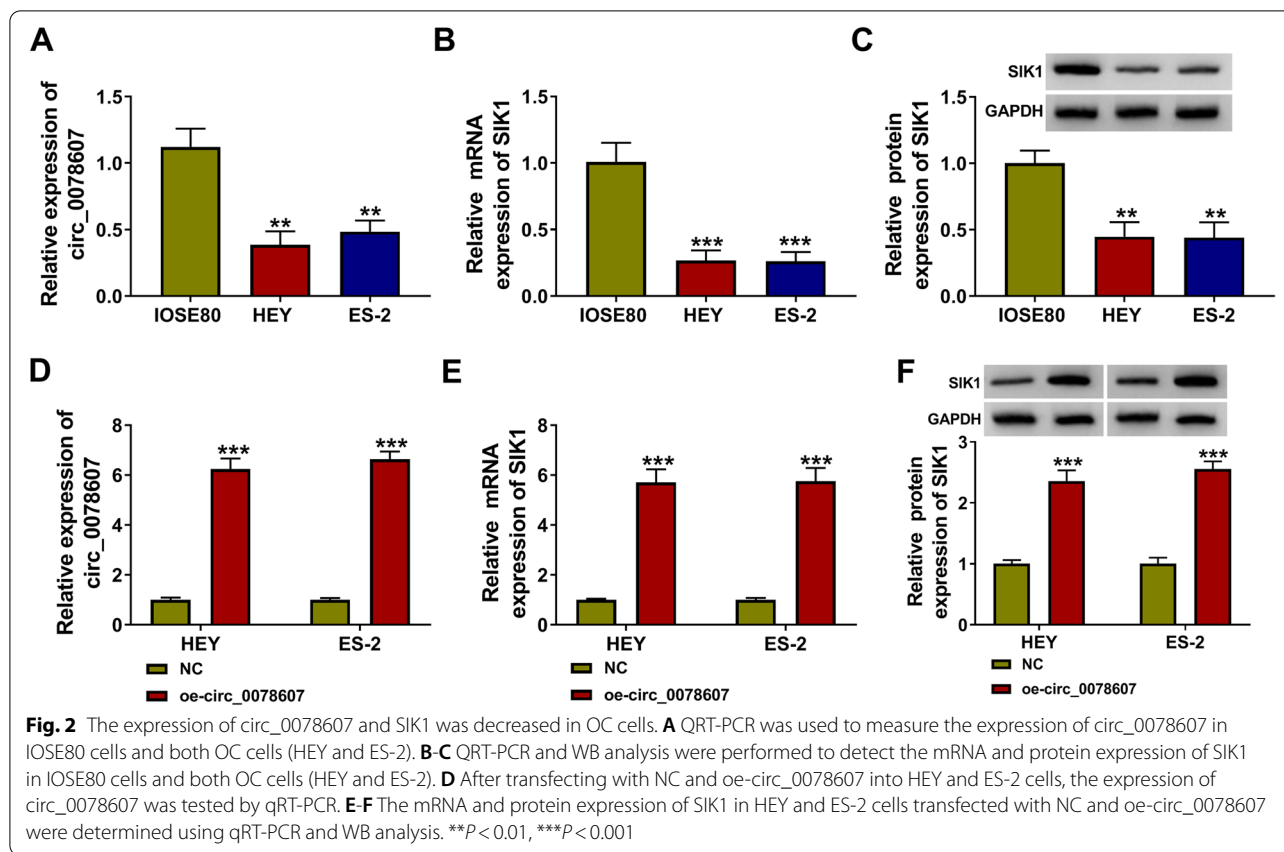 A
Relative expression of
circ_0078607
1.5
1.0
0.5
0.0
**
**
IOSE80 HEY ES-2
B
Relative mRNA
expression of SIK1
1.5
1.0
0.5
0.0
***
***
IOSE80 HEY ES-2
C
SIK1
GAPDH
Relative protein
expression of SIK1
1.5
1.0
0.5
0.0
**
**
IOSE80 HEY ES-2
D
Relative expression of
circ_0078607
8
6
4
2
0
***
***
HEY ES-2
NC
oe-circ_0078607
E
Relative mRNA
expression of SIK1
8
6
4
2
0
***
***
HEY ES-2
NC
oe-circ_0078607
F
SIK1
GAPDH
Relative protein
expression of SIK1
3
2
1
0
***
***
HEY ES-2
NC
oe-circ_0078607
Fig. 2 The expression of circ_0078607 and SIK1 was decreased in OC cells. A QRT-PCR was used to measure the expression of circ_0078607 in
IOSE80 cells and both OC cells (HEY and ES-2). B-C QRT-PCR and WB analysis were performed to detect the mRNA and protein expression of SIK1
in IOSE80 cells and both OC cells (HEY and ES-2). D After transfecting with NC and oe-circ_0078607 into HEY and ES-2 cells, the expression of
circ_0078607 was tested by qRT-PCR. E-F The mRNA and protein expression of SIK1 in HEY and ES-2 cells transfected with NC and oe-circ_0078607
were determined using qRT-PCR and WB analysis. **P < 0.01, ***P < 0.001